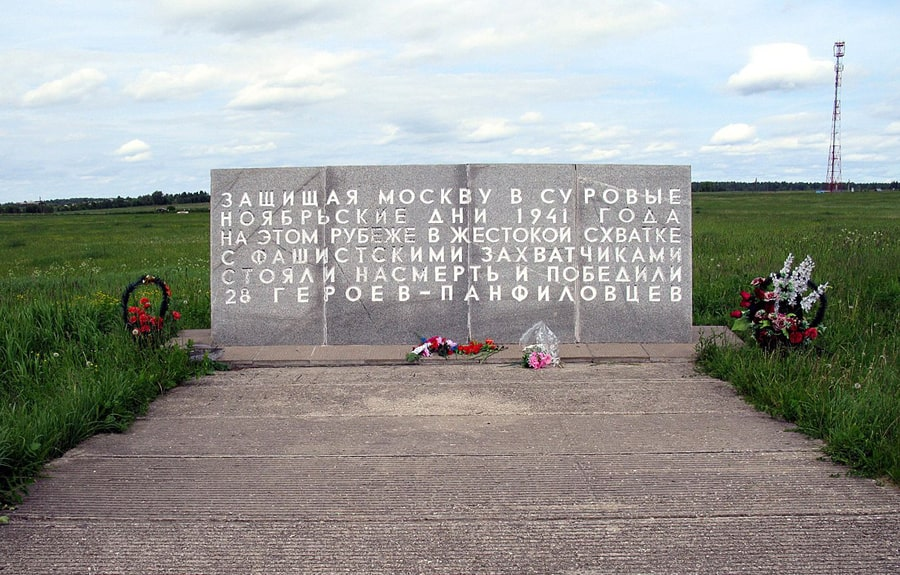 ЗАЩИЩАЯ МОСКВУ В СУРОВЫЕ
НОЯБРЬСКИЕ ДНИ 1941 ГОДА
НА ЭТОМ РУБЕЖЕ В ЖЕСТОКОЙ СХВАТКЕ
С ФАШИСТСКИМИ ЗАХВАТЧИКАМИ
СТОЯЛИ НАСМЕРТЬ И ПОБЕДИЛИ
28 ГЕРОЕВ-ПАНФИЛОВЦЕВ